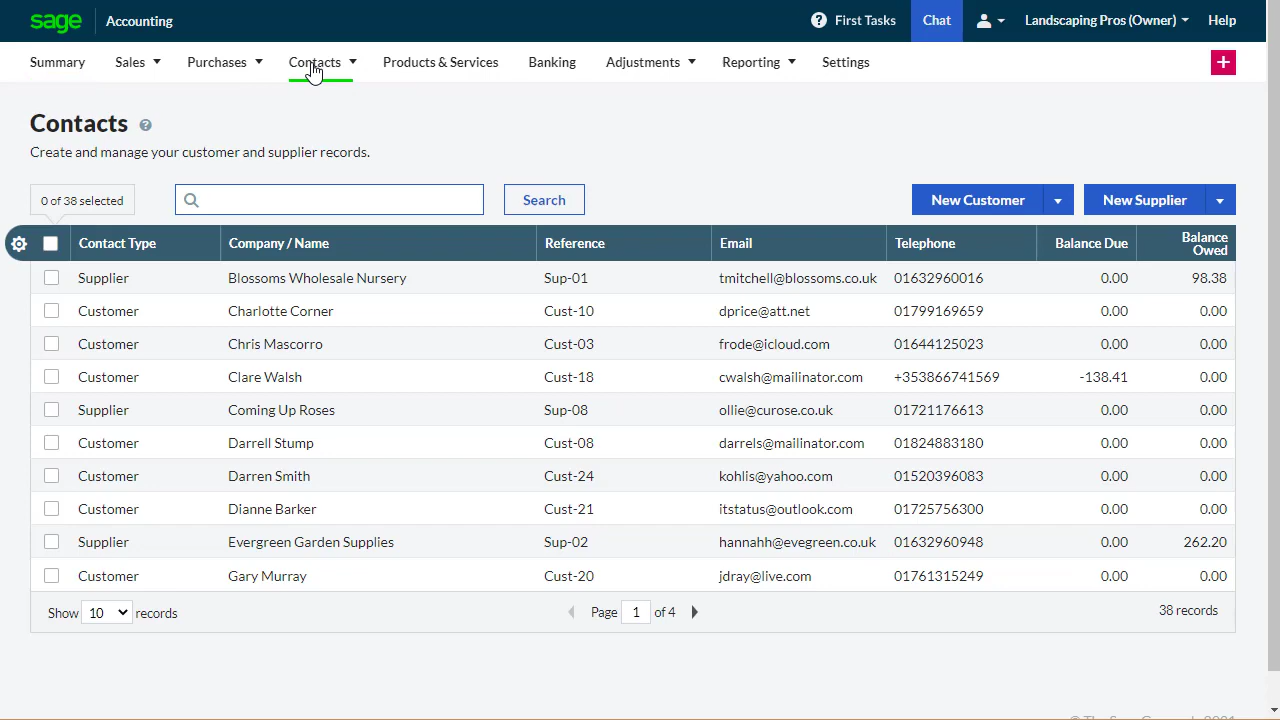 sage Accounting First Tasks Chat Landscaping Pros (Owner) Help
Summary Sales Purchases Contacts Products & Services Banking Adjustments Reporting Settings
Contacts
Create and manage your customer and supplier records.
0 of 38 selected Search New Customer New Supplier
Contact Type Company / Name Reference Email Telephone Balance Due Balance Owed
Supplier Blossoms Wholesale Nursery Sup-01 tmitchell@blossoms.co.uk 01632960016 0.00 98.38
Customer Charlotte Corner Cust-10 dprice@att.net 01799169659 0.00 0.00
Customer Chris Mascorro Cust-03 frode@icloud.com 01644125023 0.00 0.00
Customer Clare Walsh Cust-18 cwalsh@mailinator.com +353866741569 -138.41 0.00
Supplier Coming Up Roses Sup-08 ollie@curose.co.uk 01721176613 0.00 0.00
Customer Darrell Stump Cust-08 darrels@mailinator.com 01824883180 0.00 0.00
Customer Darren Smith Cust-24 kohlis@yahoo.com 01520396083 0.00 0.00
Customer Dianne Barker Cust-21 itstatus@outlook.com 01725756300 0.00 0.00
Supplier Evergreen Garden Supplies Sup-02 hannahh@evegreen.co.uk 01632960948 0.00 262.20
Customer Gary Murray Cust-20 jdray@live.com 01761315249 0.00 0.00
Show 10 records Page 1 of 4 38 records